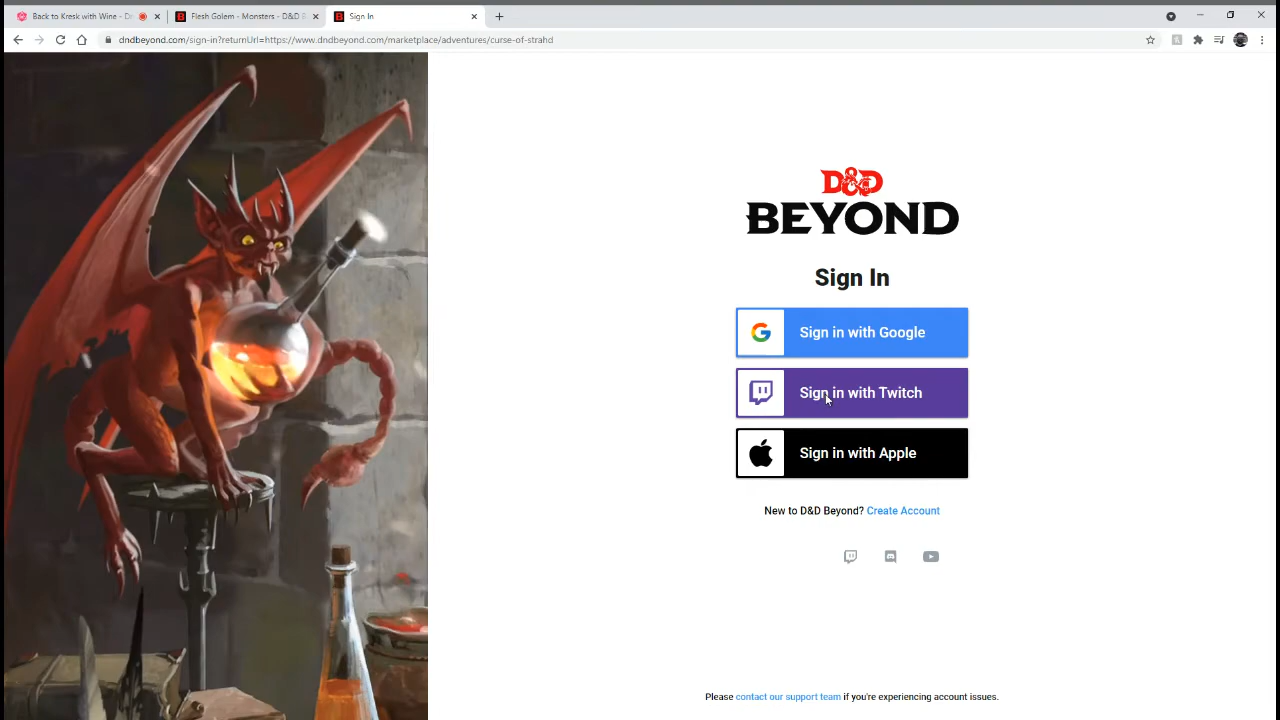 Back to Kresk with Wine - D
Flesh Golem - Monsters - D&D B
Sign In
dndbeyond.com/sign-in?returnUrl=https://www.dndbeyond.com/marketplace/adventures/curse-of-strahd
D&D
BEYOND
Sign In
Sign in with Google
Sign in with Twitch
Sign in with Apple
New to D&D Beyond? Create Account
Please contact our support team if you're experiencing account issues.